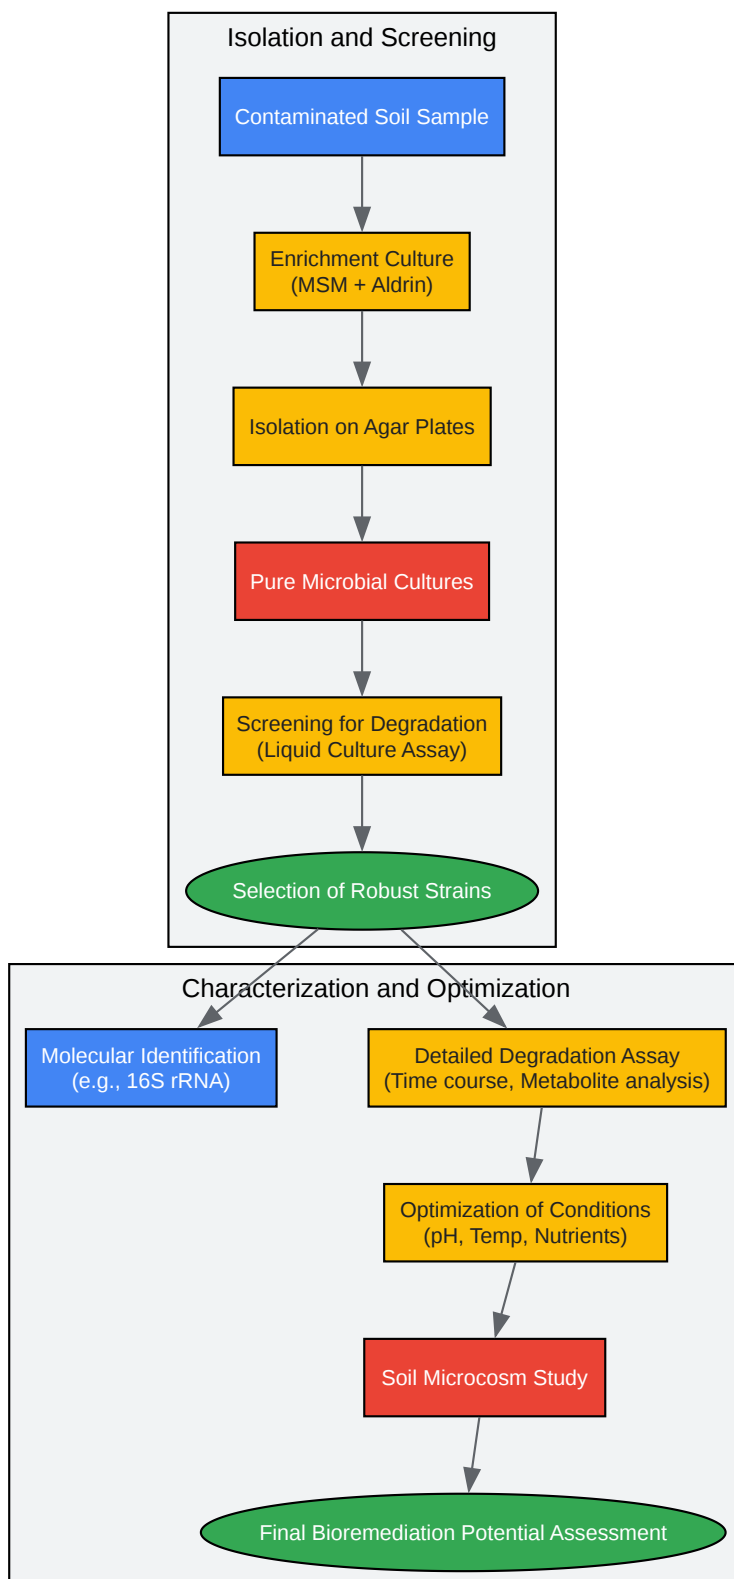 Isolation and Screening
Contaminated Soil Sample
Enrichment Culture
(MSM + Aldrin)
Isolation on Agar Plates
Pure Microbial Cultures
Screening for Degradation
(Liquid Culture Assay)
Selection of Robust Strains
Characterization and Optimization
Molecular Identification
(e.g., 16S rRNA)
Detailed Degradation Assay
(Time course, Metabolite analysis)
Optimization of Conditions
(pH, Temp, Nutrients)
Soil Microcosm Study
Final Bioremediation Potential Assessment